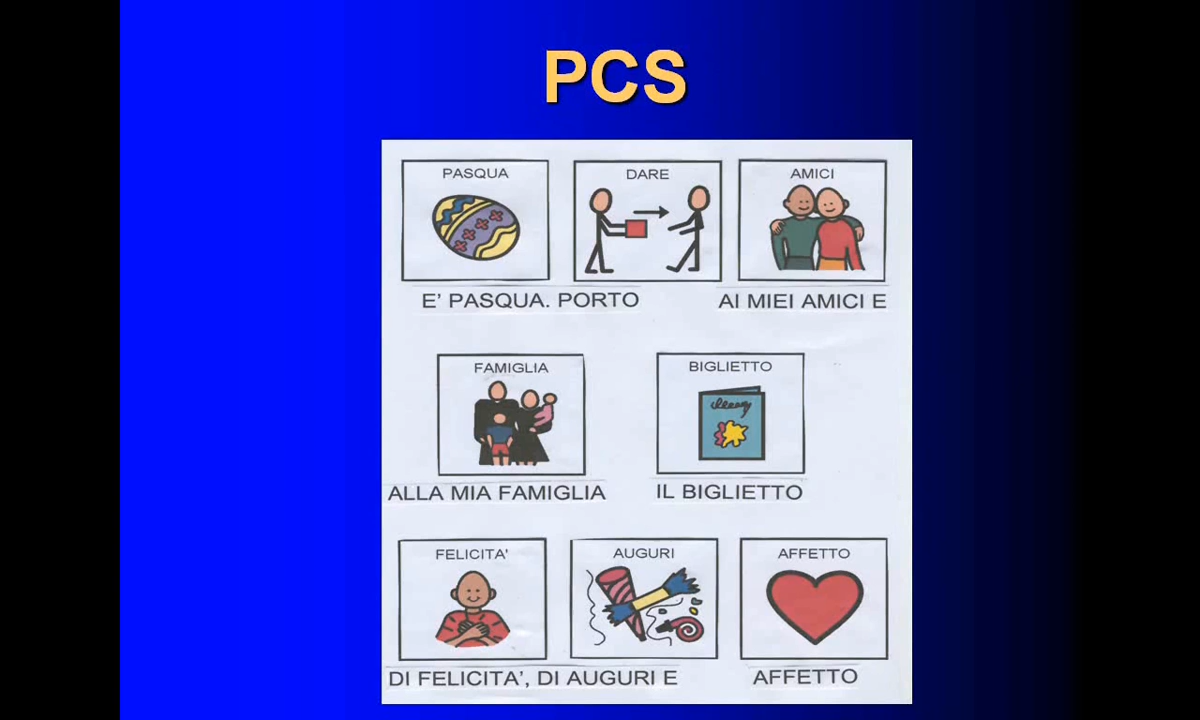 PCS
PASQUA DARE AMICI
E' PASQUA. PORTO AI MIEI AMICI E
FAMIGLIA BIGLIETTO
ALLA MIA FAMIGLIA IL BIGLIETTO
FELICITA' AUGURI AFFETTO
DI FELICITA', DI AUGURI E AFFETTO